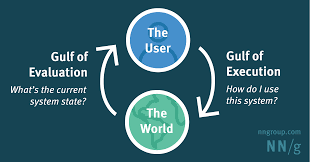 The
User
Gulf of
Evaluation
What's the current
system state?
Gulf of
Execution
How do I use
this system?
The
World
nngroup.com
NN/g